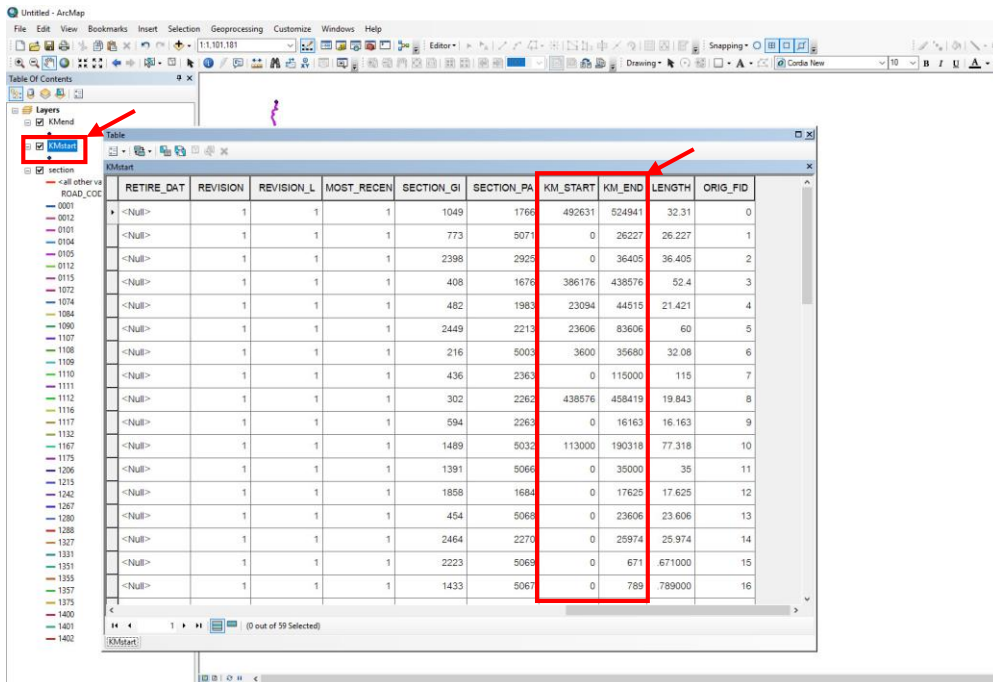 Untitled - ArcMap
File Edit View Bookmarks Insert Selection Geoprocessing Customize Windows Help
1:1,101,181 Editor Snapping
Drawing A Cordia New 10 B I U A
Table Of Contents
Layers
KMend
KMstart
section
<all other va
ROAD_COD
0001
0012
0101
0104
0105
0112
0115
1072
1074
1084
1090
1107
1108
1109
1110
1111
1112
1116
1117
1132
1167
1175
1206
1215
1242
1267
1280
1288
1327
1331
1351
1355
1357
1375
1400
1401
1402
Table
KMstart
RETIRE_DAT REVISION REVISION_L MOST_RECEN SECTION_GI SECTION_PA KM_START KM_END LENGTH ORIG_FID
<Null> 1 1 1 1049 1766 492631 524941 32.31 0
<Null> 1 1 1 773 5071 0 26227 26.227 1
<Null> 1 1 1 2398 2925 0 36405 36.405 2
<Null> 1 1 1 408 1676 386176 438576 52.4 3
<Null> 1 1 1 482 1983 23094 44515 21.421 4
<Null> 1 1 1 2449 2213 23606 83606 60 5
<Null> 1 1 1 216 5003 3600 35680 32.08 6
<Null> 1 1 1 436 2363 0 115000 115 7
<Null> 1 1 1 302 2262 438576 458419 19.843 8
<Null> 1 1 1 594 2263 0 16163 16.163 9
<Null> 1 1 1 1489 5032 113000 190318 77.318 10
<Null> 1 1 1 1391 5066 0 35000 35 11
<Null> 1 1 1 1858 1684 0 17625 17.625 12
<Null> 1 1 1 454 5068 0 23606 23.606 13
<Null> 1 1 1 2464 2270 0 25974 25.974 14
<Null> 1 1 1 2223 5069 0 671 .671000 15
<Null> 1 1 1 1433 5067 0 789 .789000 16
1 (0 out of 59 Selected)
KMstart